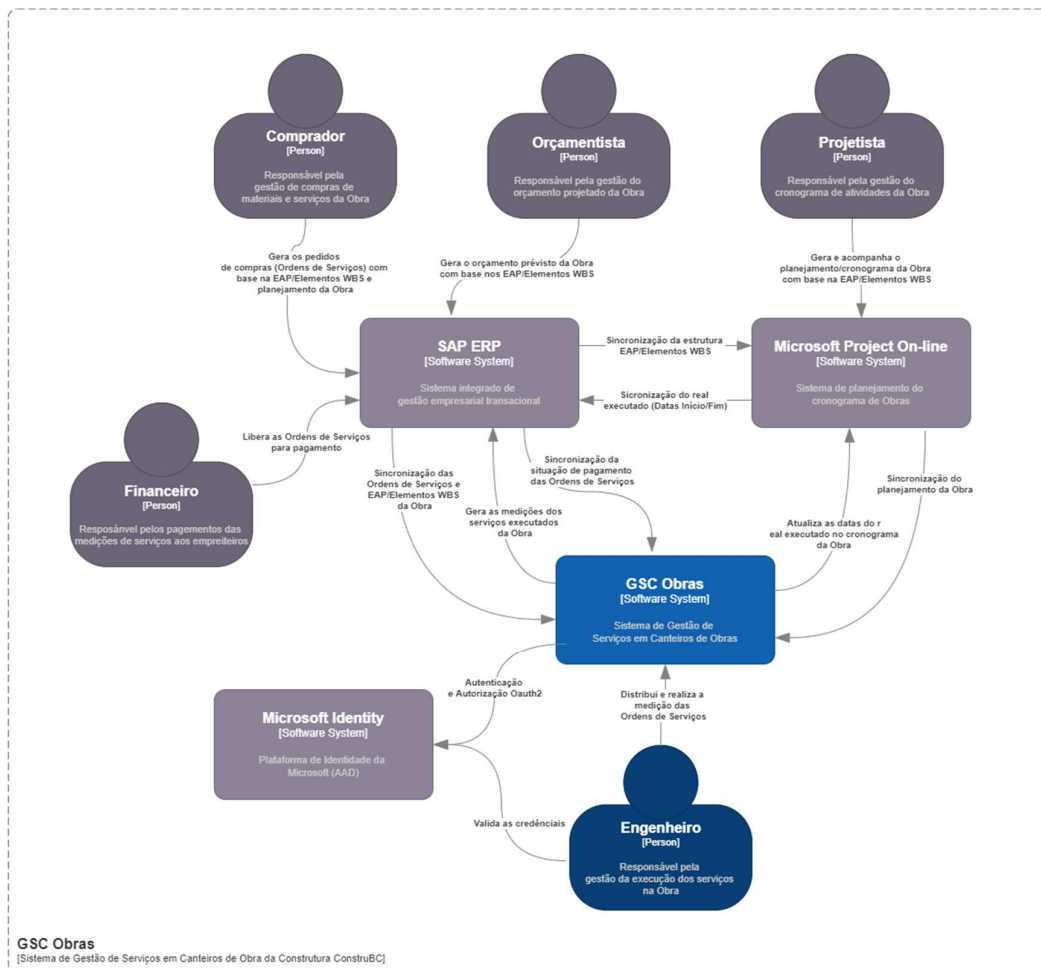 Comprador
[Person]
Responsável pela
gestão de compras de
materiais e serviços da Obra
Orçamentista
[Person]
Responsável pela gestão do
orçamento projetado da Obra
Projetista
[Person]
Responsável pela gestão do
cronograma de atividades da Obra
Gera os pedidos
de compras (Ordens de Serviços) com
base na EAP/Elementos WBS e
planejamento da Obra
Gera o orçamento prévisto da Obra
com base nos EAP/Elementos WBS
Gera e acompanha o
planejamento/cronograma da Obra
com base na EAP/Elementos WBS
SAP ERP
[Software System]
Sistema integrado de
gestão empresarial transacional
Sincronização da estrutura
EAP/Elementos WBS
Sicronização do real
executado (Datas Início/Fim)
Microsoft Project On-line
[Software System]
Sistema de planejamento do
cronograma de Obras
Financeiro
[Person]
Resposánvel pelos pagementos das
medições de serviços aos empreiteiros
Libera as Ordens de Serviços
para pagamento
Sincronização das
Ordens de Serviços e
EAP/Elementos WBS
da Obra
Gera as medições dos
serviços executados
da Obra
Sincronização da
situação de pagamento
das Ordens de Serviços
Atualiza as datas do r
eal executado no cronograma
da Obra
Sincronização do
planejamento da Obra
GSC Obras
[Software System]
Sistema de Gestão de
Serviços em Canteiros de Obras
Autenticação
e Autorização Oauth2
Distribui e realiza a
medição das
Ordens de Serviços
Microsoft Identity
[Software System]
Plataforma de Identidade da
Microsoft (AAD)
Valida as credênciais
Engenheiro
[Person]
Responsável pela
gestão da execução dos serviços
na Obra
GSC Obras
[Sistema de Gestão de Serviços em Canteiros de Obra da Construtura ConstruBC]